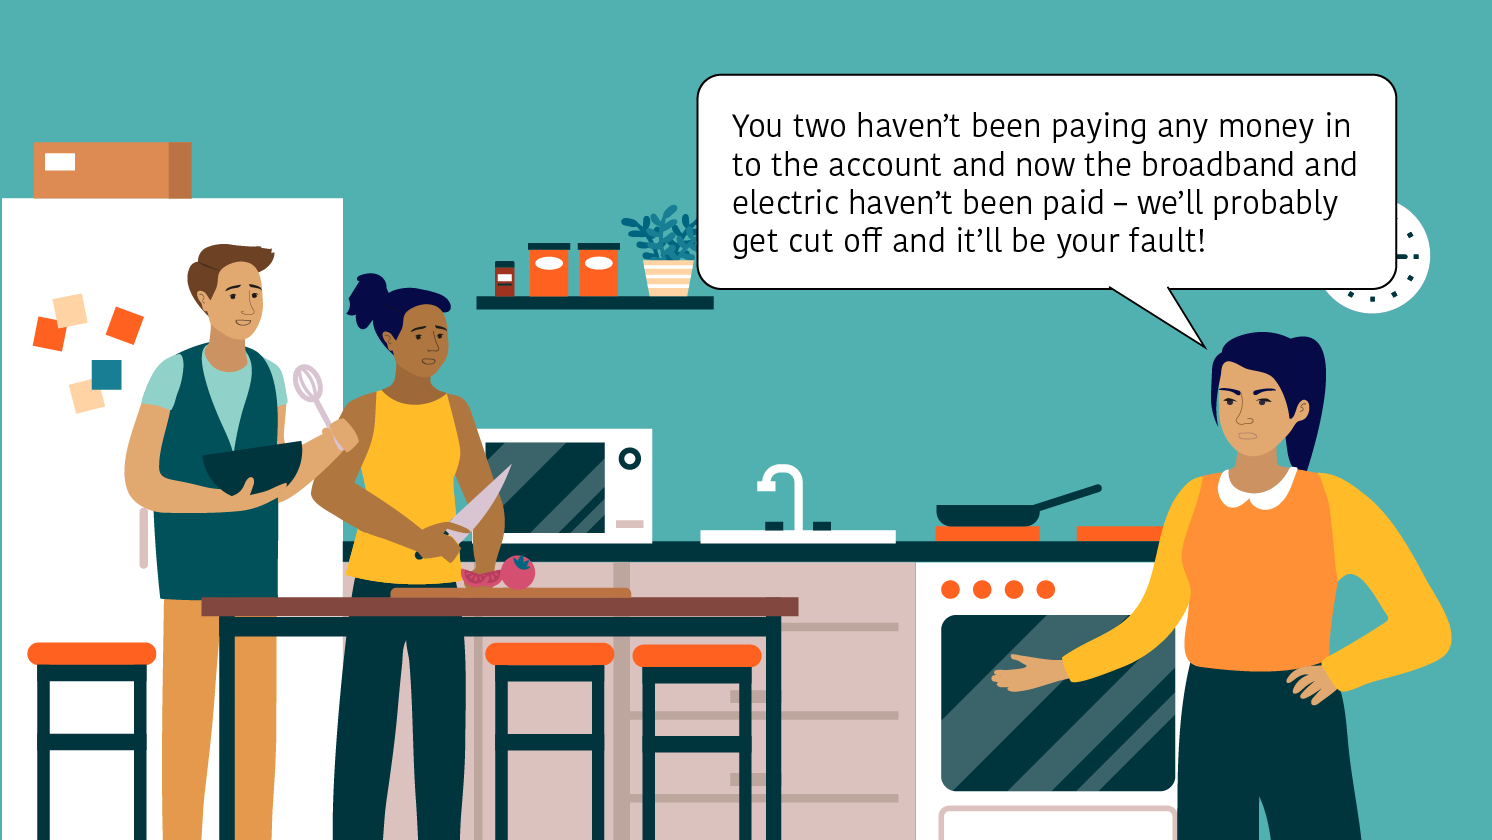 You two haven’t been paying any money in
to the account and now the broadband and
electric haven’t been paid – we’ll probably
get cut off and it’ll be your fault!